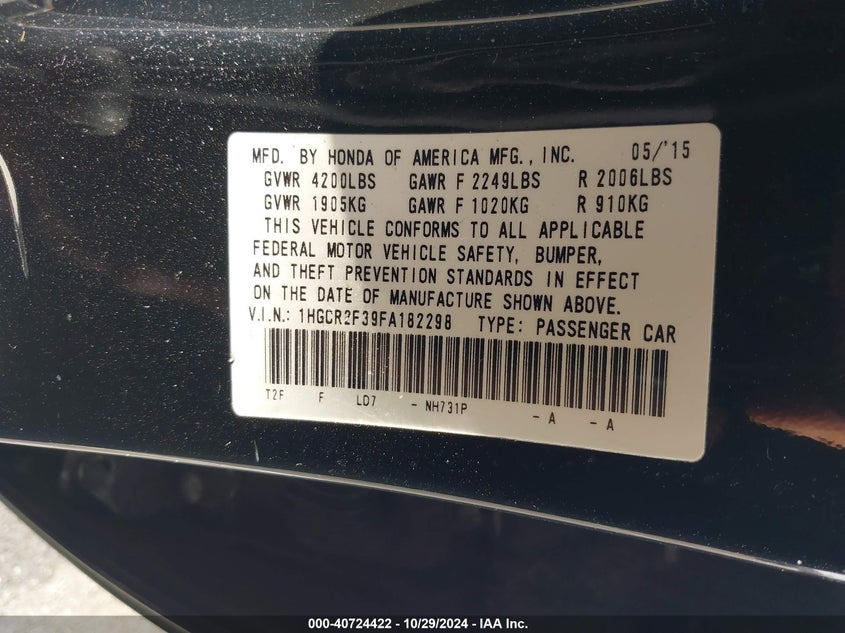 MFD. BY HONDA OF AMERICA MFG., INC. 05/'15
GVWR 4200LBS GAWR F 2249LBS R 2006LBS
GVWR 1905KG GAWR F 1020KG R 910KG
THIS VEHICLE CONFORMS TO ALL APPLICABLE
FEDERAL MOTOR VEHICLE SAFETY, BUMPER,
AND THEFT PREVENTION STANDARDS IN EFFECT
ON THE DATE OF MANUFACTURE SHOWN ABOVE.
V.I.N.: 1HGCR2F39FA182298 TYPE: PASSENGER CAR
T2F F LD7 - NH731P - A - A
000-40724422 - 10/29/2024 - IAA Inc.